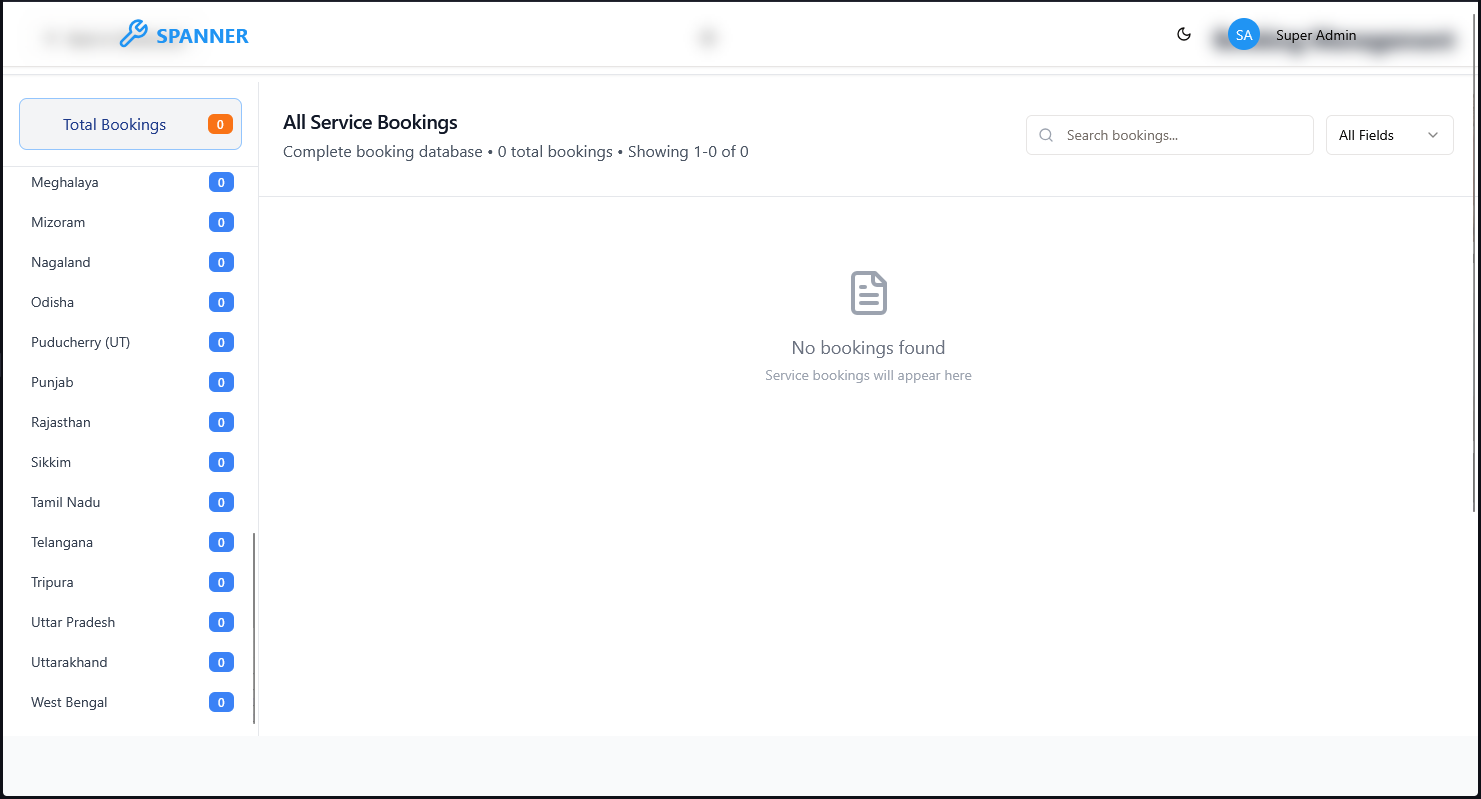 SPANNER
SA Super Admin
Total Bookings 0
Meghalaya 0
Mizoram 0
Nagaland 0
Odisha 0
Puducherry (UT) 0
Punjab 0
Rajasthan 0
Sikkim 0
Tamil Nadu 0
Telangana 0
Tripura 0
Uttar Pradesh 0
Uttarakhand 0
West Bengal 0
All Service Bookings
Complete booking database • 0 total bookings • Showing 1-0 of 0
Search bookings...
All Fields
No bookings found
Service bookings will appear here